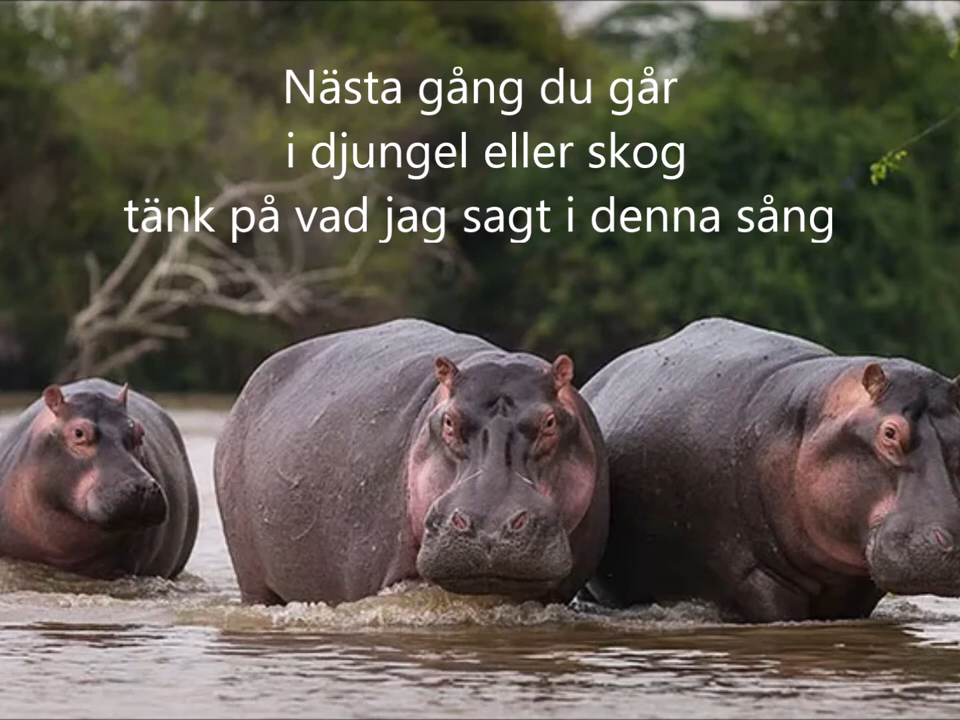 Nästa gång du går
i djungel eller skog
tänk på vad jag sagt i denna sång